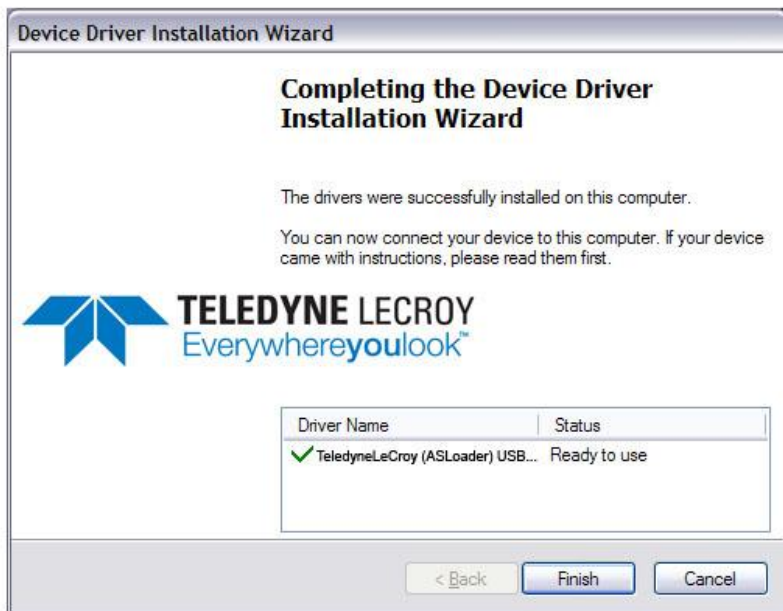 Device Driver Installation Wizard
Completing the Device Driver
Installation Wizard
The drivers were successfully installed on this computer.
You can now connect your device to this computer. If your device
came with instructions, please read them first.
TELEDYNE LECROY
Everywhereyoulook™
Driver Name Status
TeledyneLeCroy (ASLoader) USB... Ready to use
< Back Finish Cancel